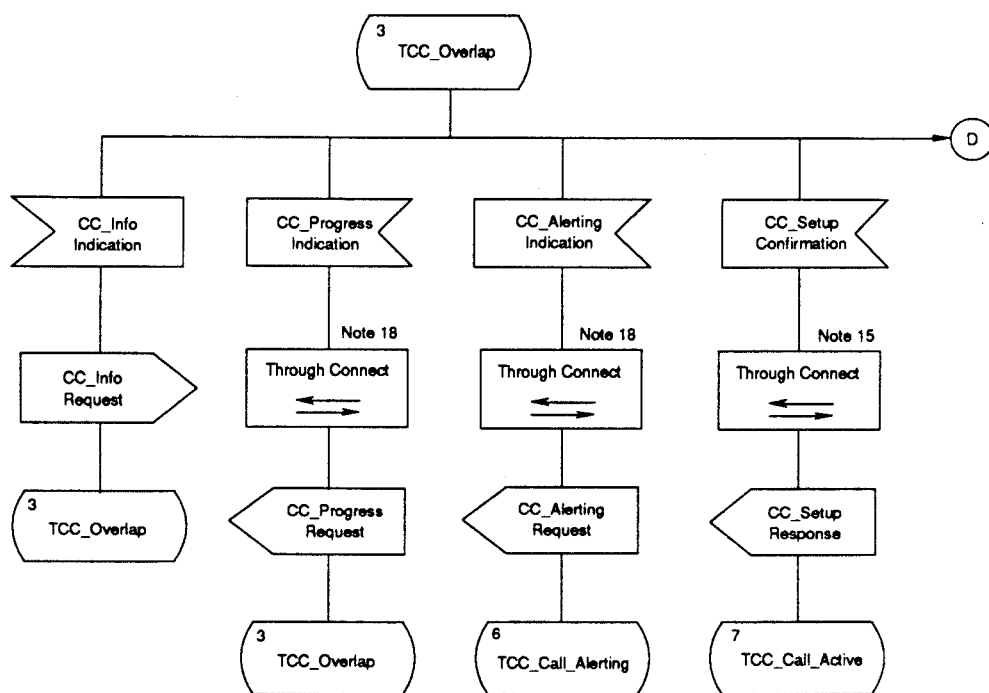 3
TCC_Overlap
D
CC_Info
Indication
CC_Progress
Indication
CC_Alerting
Indication
CC_Setup
Confirmation
Note 18
Note 18
Note 15
CC_Info
Request
Through Connect
Through Connect
Through Connect
3
TCC_Overlap
CC_Progress
Request
CC_Alerting
Request
CC_Setup
Response
3
TCC_Overlap
6
TCC_Call_Alerting
7
TCC_Call_Active